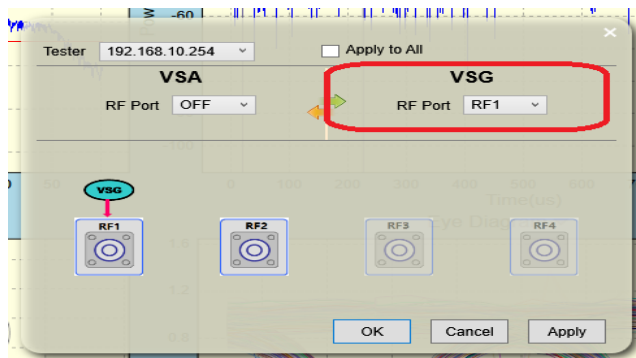 -60
Tester 192.168.10.254 Apply to All ×
VSA VSG
RF Port OFF RF Port RF1
-100
50 VSG 0 100 200 300 400 500 600
Time(us)
RF1 RF2 RF3 RF4
Eye Diag
1.6
1.2
0.8
OK Cancel Apply